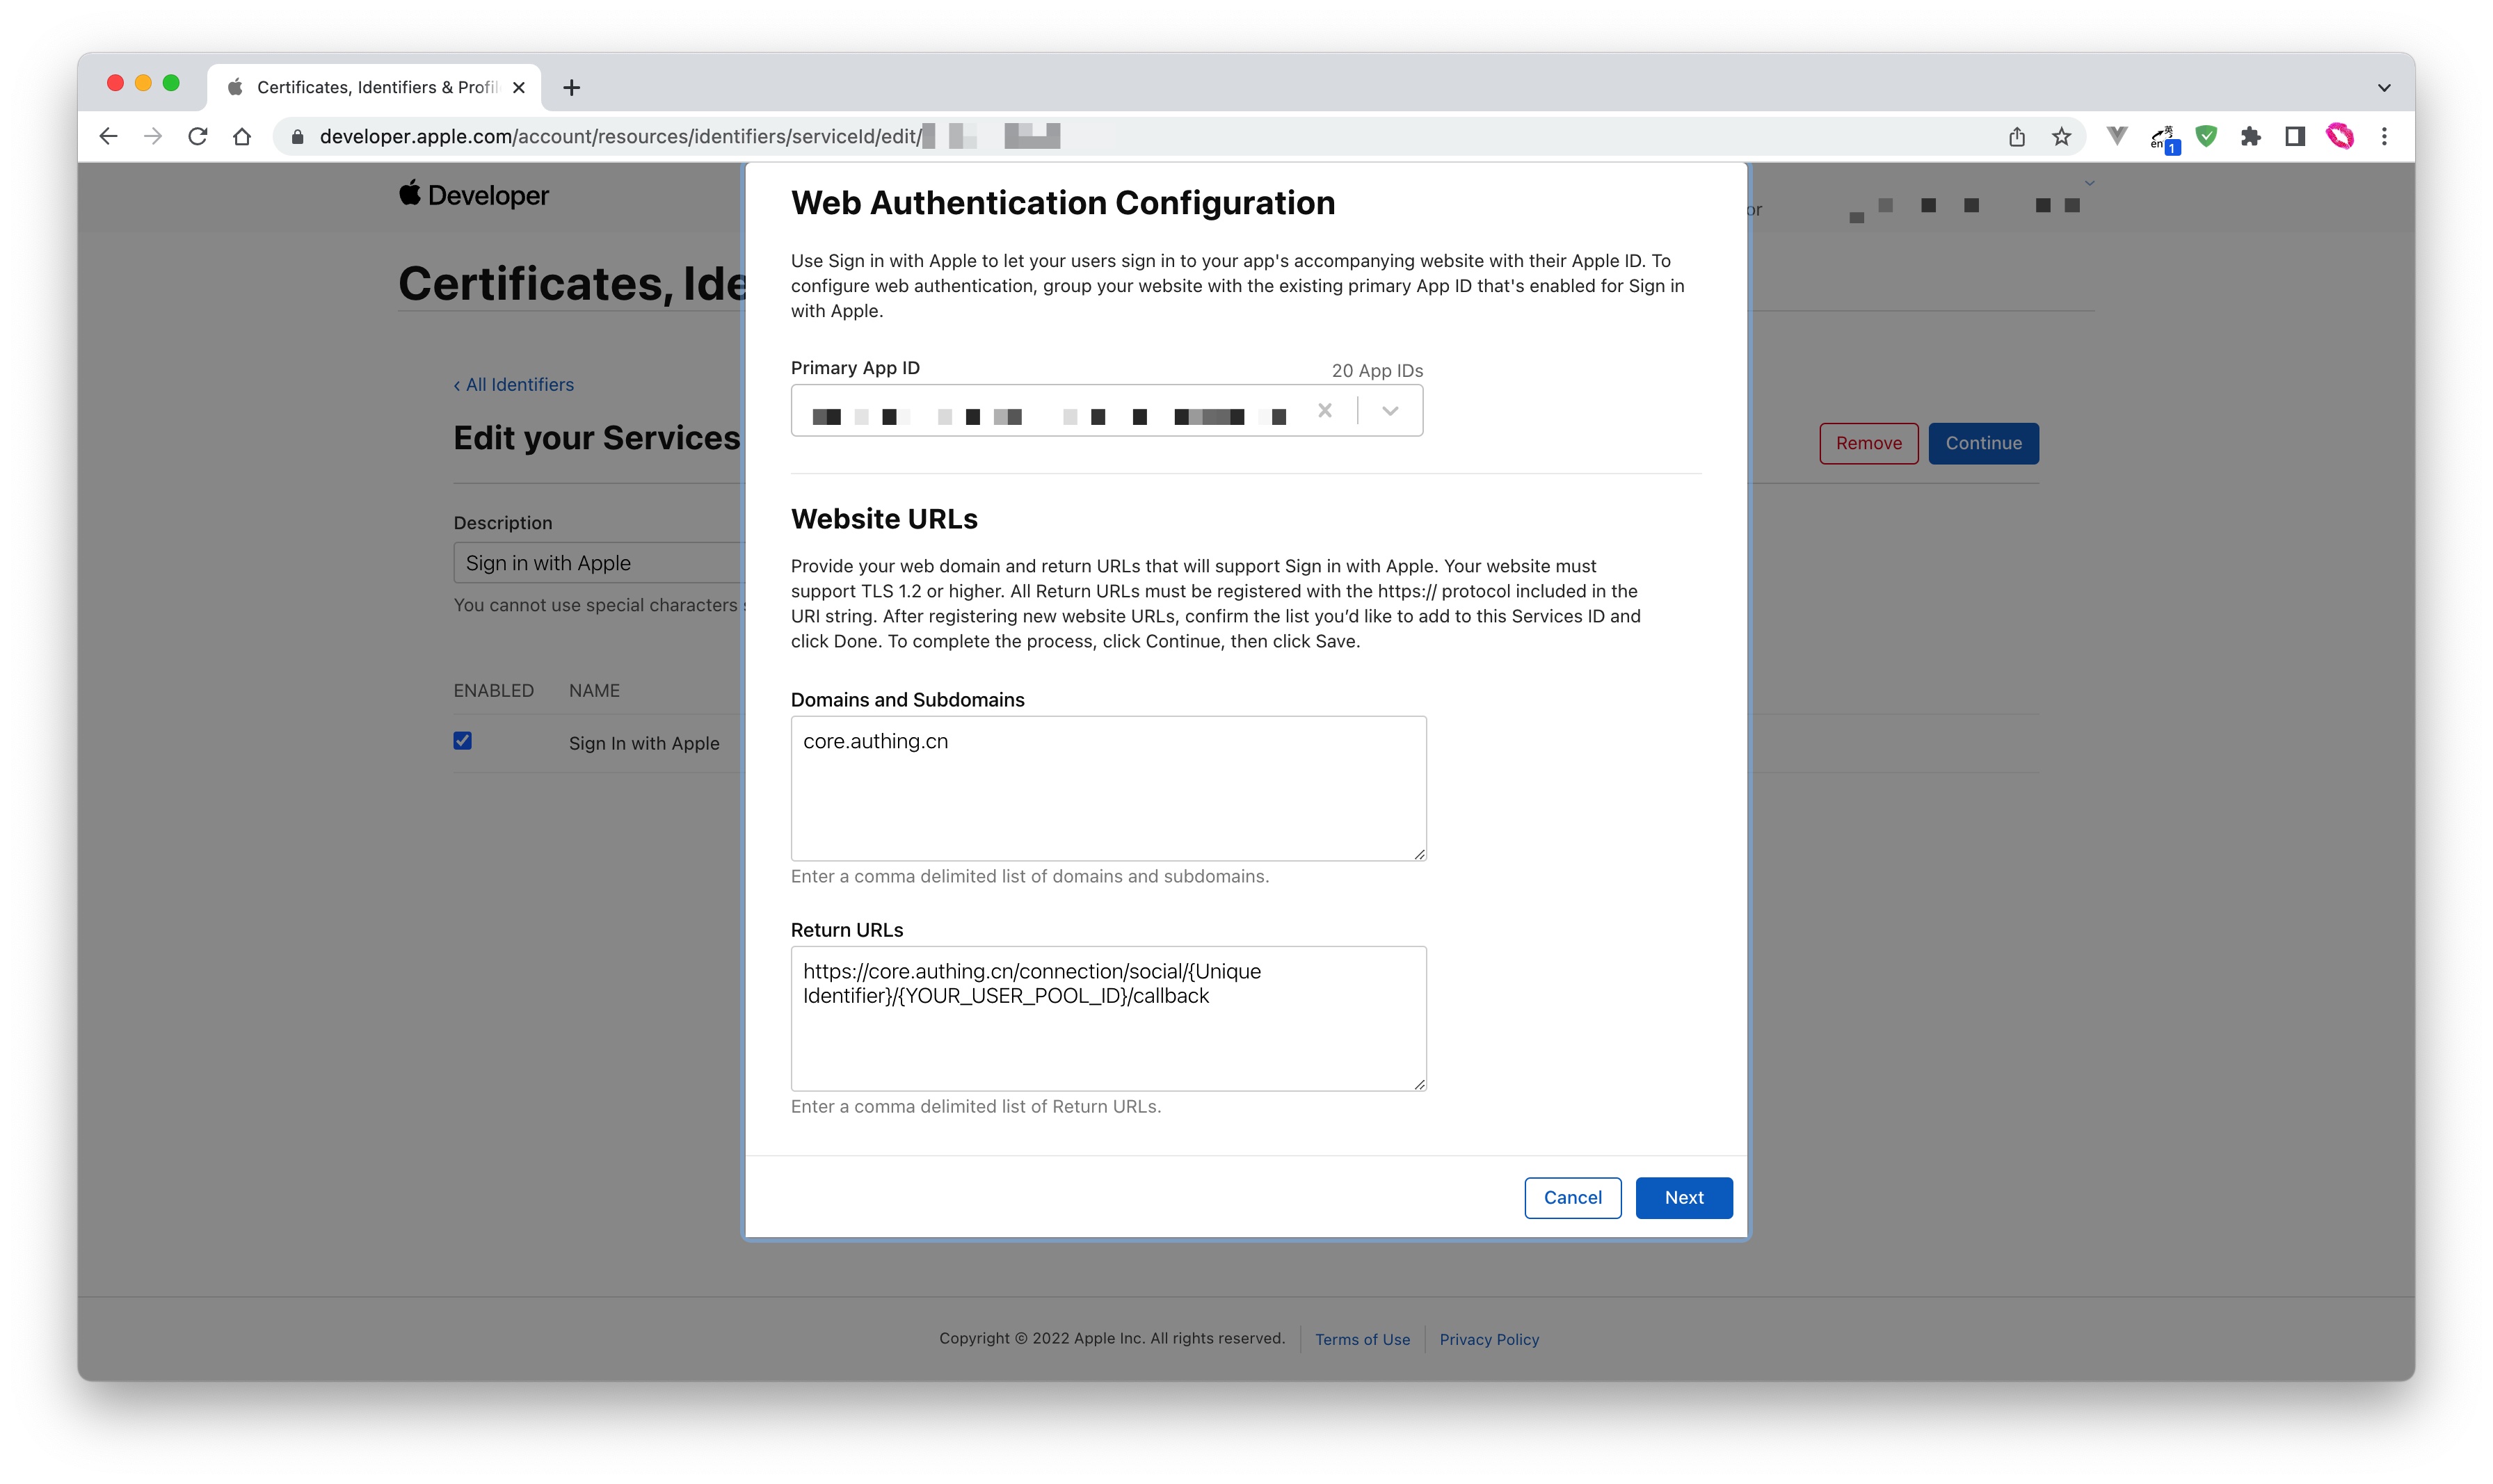 Certificates, Identifiers & Profil
developer.apple.com/account/resources/identifiers/serviceId/edit/
英
en
1
Developer
or
Certificates, Ide
‹ All Identifiers
Edit your Services
Remove
Continue
Description
Sign in with Apple
You cannot use special characters
ENABLED NAME
Sign In with Apple
Web Authentication Configuration
Use Sign in with Apple to let your users sign in to your app's accompanying website with their Apple ID. To
configure web authentication, group your website with the existing primary App ID that's enabled for Sign in
with Apple.
Primary App ID
20 App IDs
Website URLs
Provide your web domain and return URLs that will support Sign in with Apple. Your website must
support TLS 1.2 or higher. All Return URLs must be registered with the https:// protocol included in the
URI string. After registering new website URLs, confirm the list you’d like to add to this Services ID and
click Done. To complete the process, click Continue, then click Save.
Domains and Subdomains
core.authing.cn
Enter a comma delimited list of domains and subdomains.
Return URLs
https://core.authing.cn/connection/social/{Unique
Identifier}/{YOUR_USER_POOL_ID}/callback
Enter a comma delimited list of Return URLs.
Cancel
Next
Copyright © 2022 Apple Inc. All rights reserved.
Terms of Use
Privacy Policy